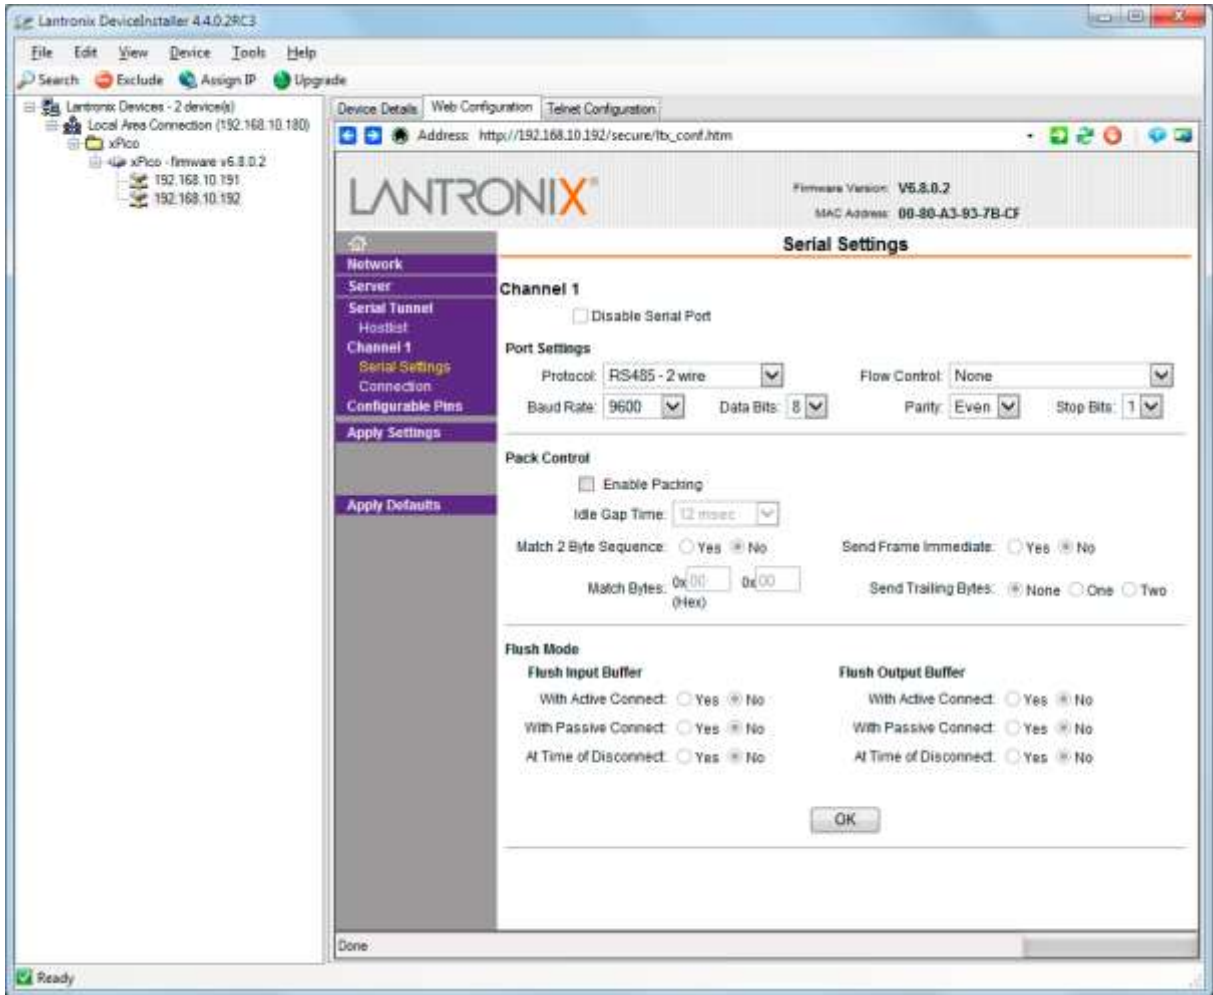 Lantronix DeviceInstaller 4.4.0.2RC3
File Edit View Device Tools Help
Search Exclude Assign IP Upgrade
Lantronix Devices - 2 device(s)
Local Area Connection (192.168.10.180)
xPico
xPico - firmware v6.8.0.2
192.168.10.191
192.168.10.192
Device Details Web Configuration Telnet Configuration
Address: http://192.168.10.192/secure/ltx_conf.htm
LANTRONIX®
Firmware Version: V6.8.0.2
MAC Address: 00-80-A3-93-7B-CF
Network
Server
Serial Tunnel
Hostlist
Channel 1
Serial Settings
Connection
Configurable Pins
Apply Settings
Apply Defaults
Serial Settings
Channel 1
Disable Serial Port
Port Settings
Protocol: RS485 - 2 wire Flow Control: None
Baud Rate: 9600 Data Bits: 8 Parity: Even Stop Bits: 1
Pack Control
Enable Packing
Idle Gap Time: 12 msec
Match 2 Byte Sequence: Yes No Send Frame Immediate: Yes No
Match Bytes: 0x 00 0x 00 Send Trailing Bytes: None One Two
(Hex)
Flush Mode
Flush Input Buffer Flush Output Buffer
With Active Connect: Yes No With Active Connect: Yes No
With Passive Connect: Yes No With Passive Connect: Yes No
At Time of Disconnect: Yes No At Time of Disconnect: Yes No
OK
Done
Ready